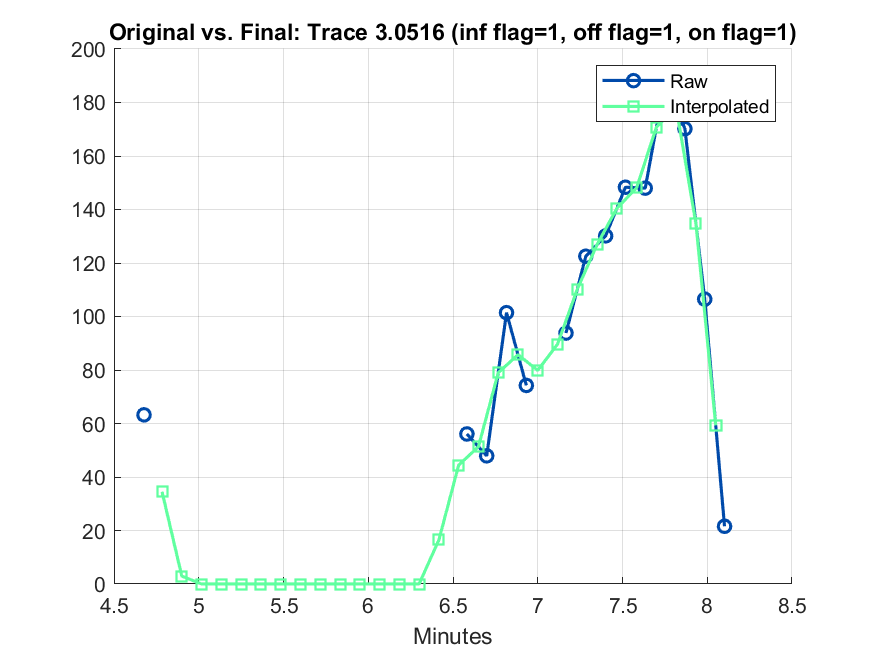 Original vs. Final: Trace 3.0516 (inf flag=1, off flag=1, on flag=1)
200
180
160
140
120
100
80
60
40
20
0
Raw
Interpolated
4.5 5 5.5 6 6.5 7 7.5 8 8.5
Minutes